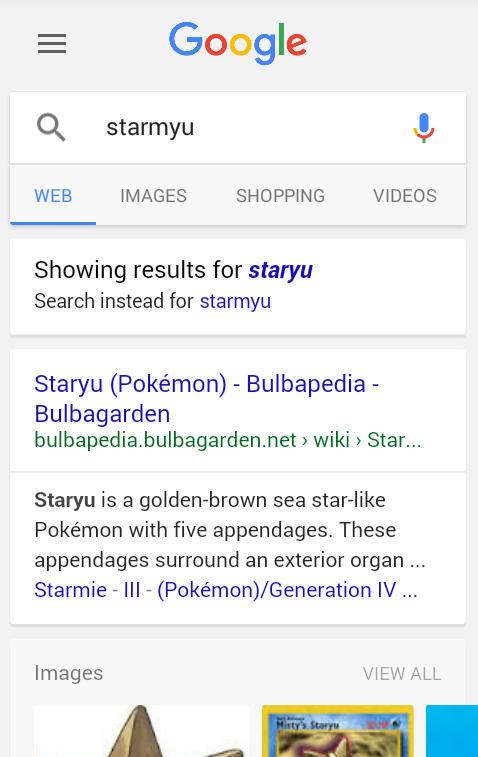 Google
starmyu
WEB IMAGES SHOPPING VIDEOS
Showing results for staryu
Search instead for starmyu
Staryu (Pokémon) - Bulbapedia -
Bulbagarden
bulbapedia.bulbagarden.net › wiki › Star...
Staryu is a golden-brown sea star-like
Pokémon with five appendages. These
appendages surround an exterior organ ...
Starmie - III - (Pokémon)/Generation IV ...
Images VIEW ALL
Misty's Staryu